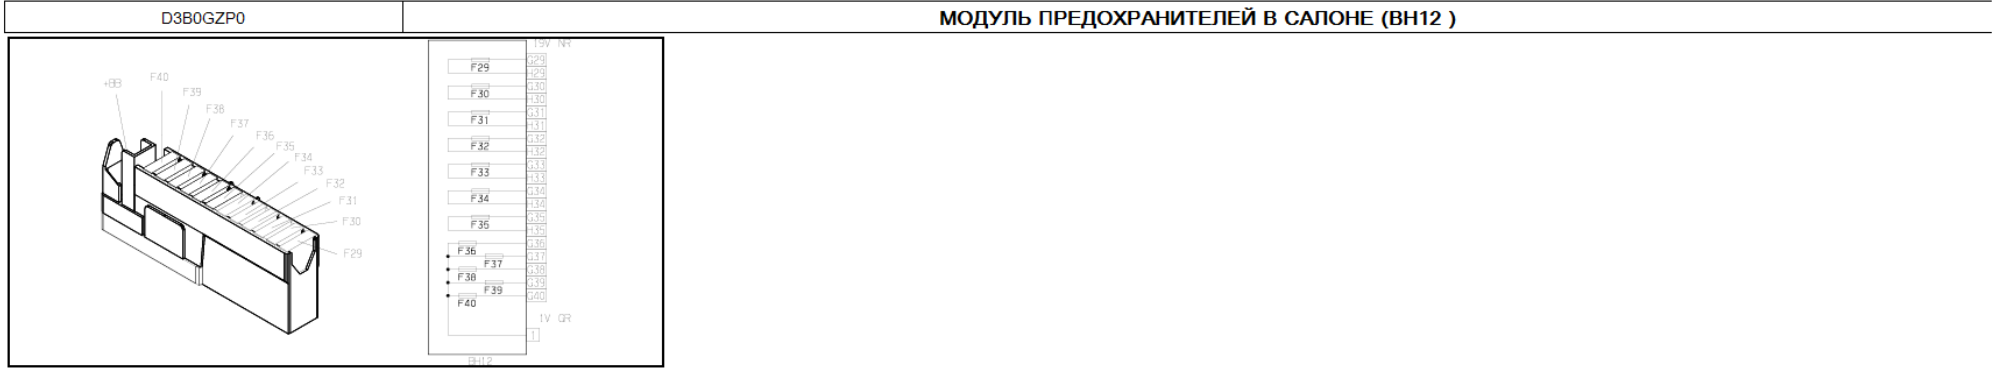 D3B0GZP0
МОДУЛЬ ПРЕДОХРАНИТЕЛЕЙ В САЛОНЕ (BH12 )
+BB
F40
F39
F38
F37
F36
F35
F34
F33
F32
F31
F30
F29
19V NR
F29
G29
H29
F30
G30
H30
F31
G31
H31
F32
G32
H32
F33
G33
H33
F34
G34
H34
F35
G35
H35
F36
G36
F37
G37
F38
G38
F39
G39
F40
G40
1V GR
1
BH12